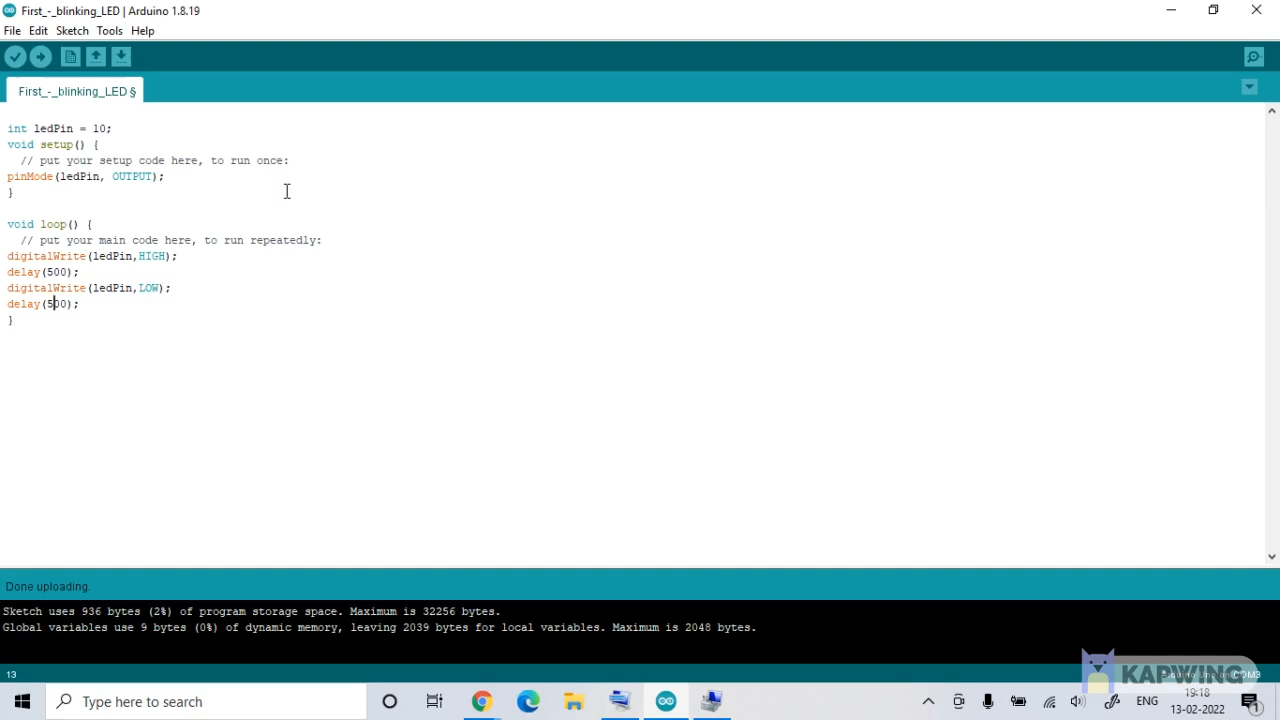 First_-_blinking_LED | Arduino 1.8.19
File Edit Sketch Tools Help
First_-_blinking_LED §
int ledPin = 10;
void setup() {
// put your setup code here, to run once:
pinMode(ledPin, OUTPUT);
}
void loop() {
// put your main code here, to run repeatedly:
digitalWrite(ledPin,HIGH);
delay(500);
digitalWrite(ledPin,LOW);
delay(500);
}
Done uploading.
Sketch uses 936 bytes (2%) of program storage space. Maximum is 32256 bytes.
Global variables use 9 bytes (0%) of dynamic memory, leaving 2039 bytes for local variables. Maximum is 2048 bytes.
13 Arduino Uno on COM3
KAPWING
Type here to search
ENG
19:18
13-02-2022
1